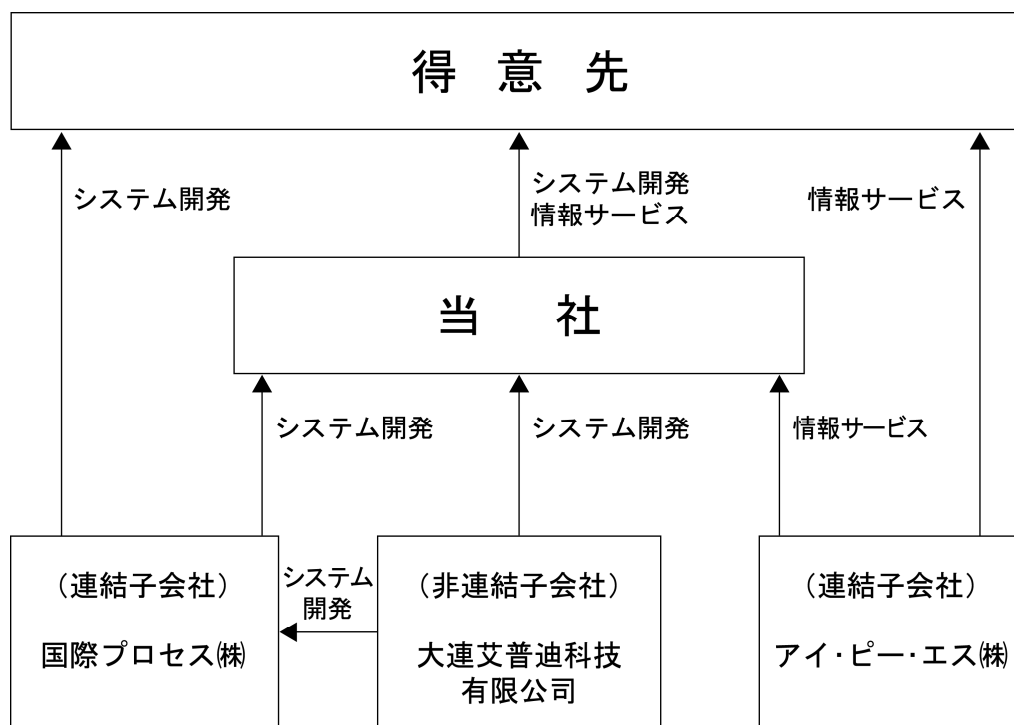 得意先
システム開発
システム開発
情報サービス
情報サービス
当社
システム開発
システム開発
情報サービス
（連結子会社）
国際プロセス㈱
システム
開発
（非連結子会社）
大連艾普迪科技
有限公司
（連結子会社）
アイ・ピー・エス㈱